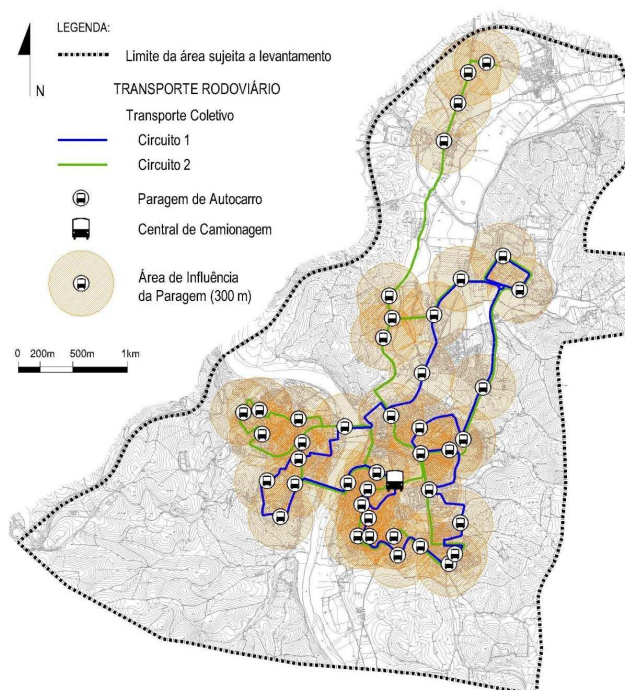 LEGENDA:
Limite da área sujeita a levantamento
N
TRANSPORTE RODOVIÁRIO
Transporte Coletivo
Circuito 1
Circuito 2
Paragem de Autocarro
Central de Camionagem
Área de Influência
da Paragem (300 m)
0 200m 500m 1km